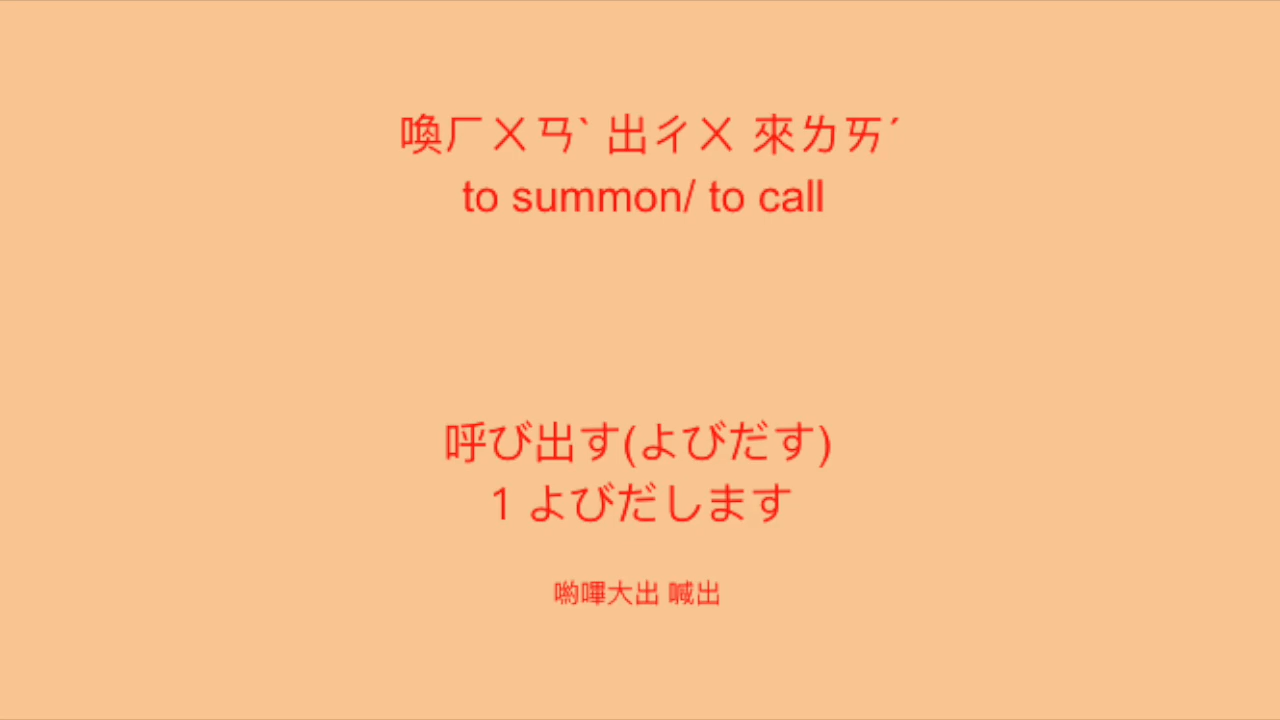 喚ㄏㄨㄢˋ 出ㄔㄨ 來ㄌㄞˊ
to summon/ to call
呼び出す(よびだす)
1 よびだします
喲嗶大出 喊出